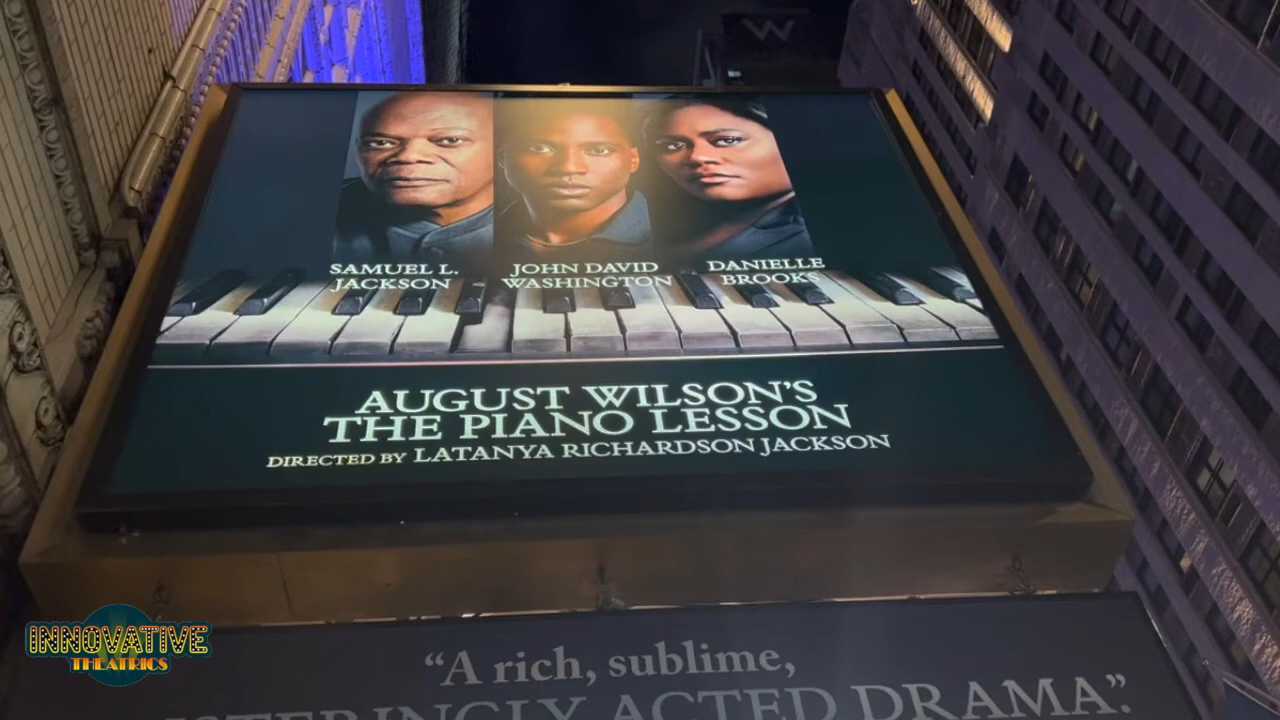 W
SAMUEL L.
JACKSON
JOHN DAVID
WASHINGTON
DANIELLE
BROOKS
AUGUST WILSON'S
THE PIANO LESSON
DIRECTED BY LATANYA RICHARDSON JACKSON
“A rich, sublime,
ACTED DRAMA.”
INNOVATIVE
THEATRICS